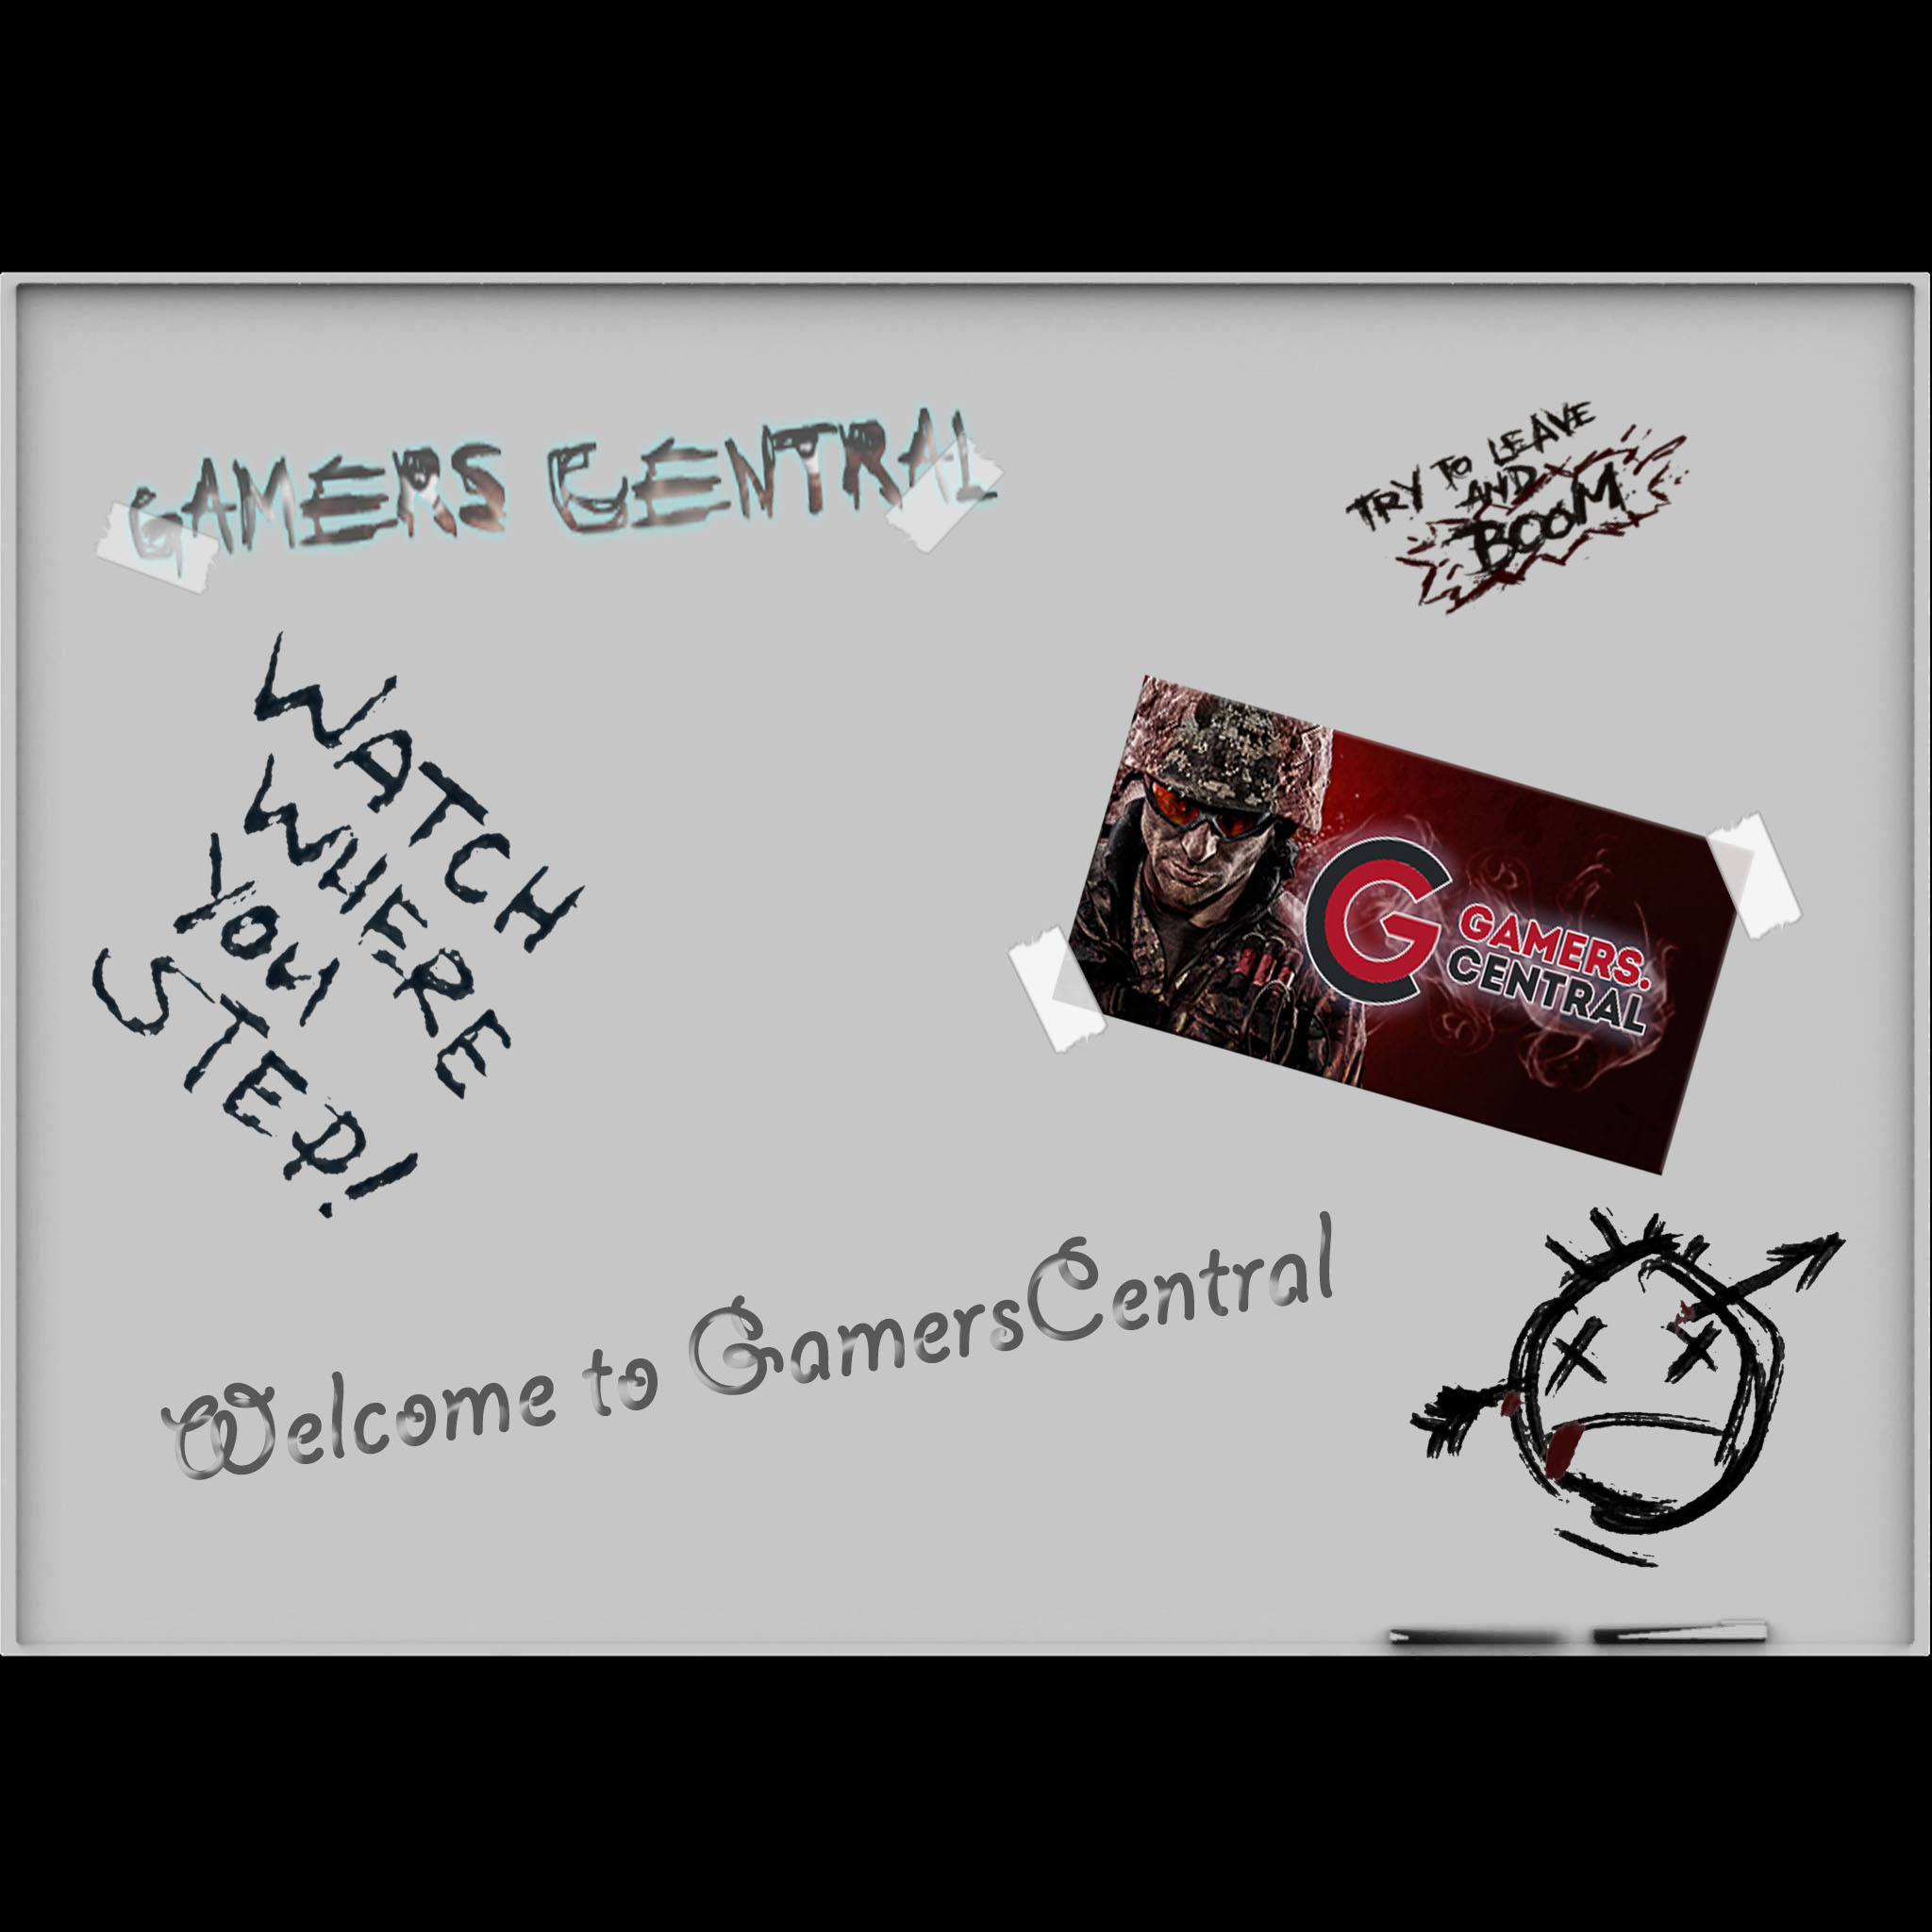 GAMERS CENTRAL
TRY TO LEAVE
AND
BOOM
WATCH
WHERE
YOU
STEP!
GAMERS.
CENTRAL
Welcome to GamersCentral